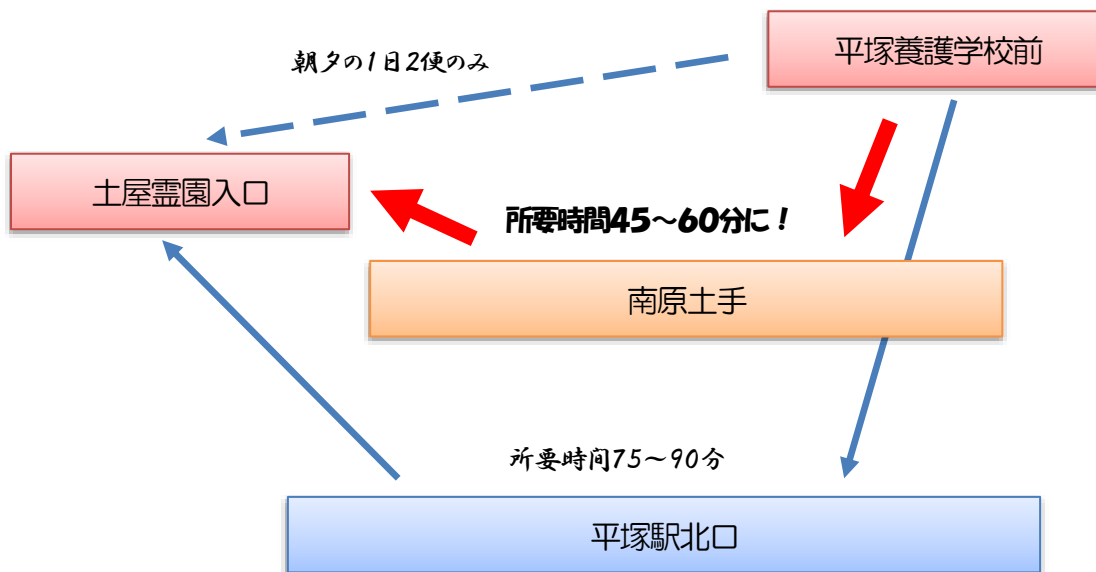 平塚養護学校前
朝夕の1日2便のみ
土屋霊園入口
所要時間45～60分に！
南原土手
所要時間75～90分
平塚駅北口